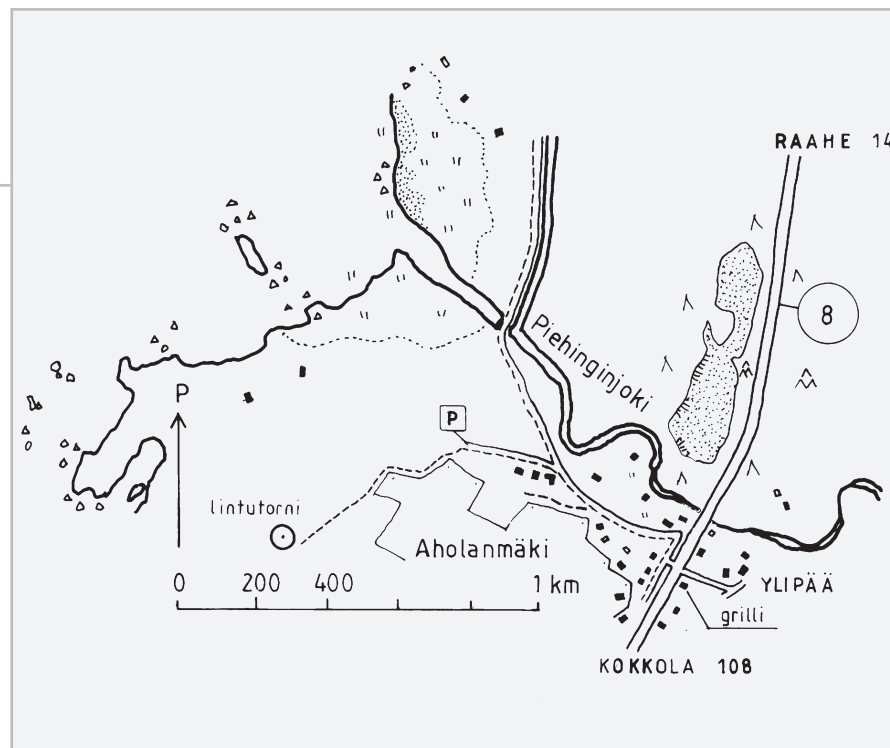 RAAHE 14
8
Piehinginjoki
P
P
lintutorni
Aholanmäki
0 200 400 1 km
YLIPÄÄ
grilli
KOKKOLA 108